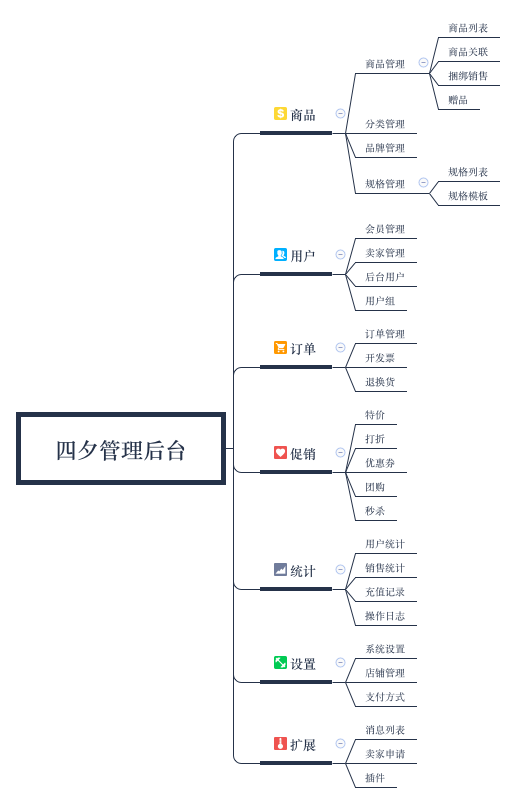 四夕管理后台
商品
商品管理
商品列表
商品关联
捆绑销售
赠品
分类管理
品牌管理
规格管理
规格列表
规格模板
用户
会员管理
卖家管理
后台用户
用户组
订单
订单管理
开发票
退换货
促销
特价
打折
优惠券
团购
秒杀
统计
用户统计
销售统计
充值记录
操作日志
设置
系统设置
店铺管理
支付方式
扩展
消息列表
卖家申请
插件